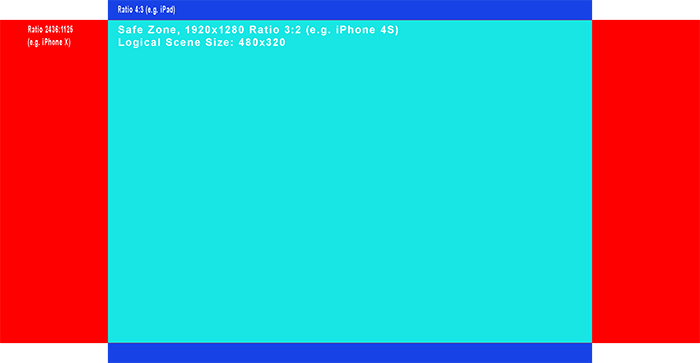 Ratio 4:3 (e.g. iPad)
Ratio 2436:1125
(e.g. iPhone X)
Safe Zone, 1920x1280 Ratio 3:2 (e.g. iPhone 4S)
Logical Scene Size: 480x320